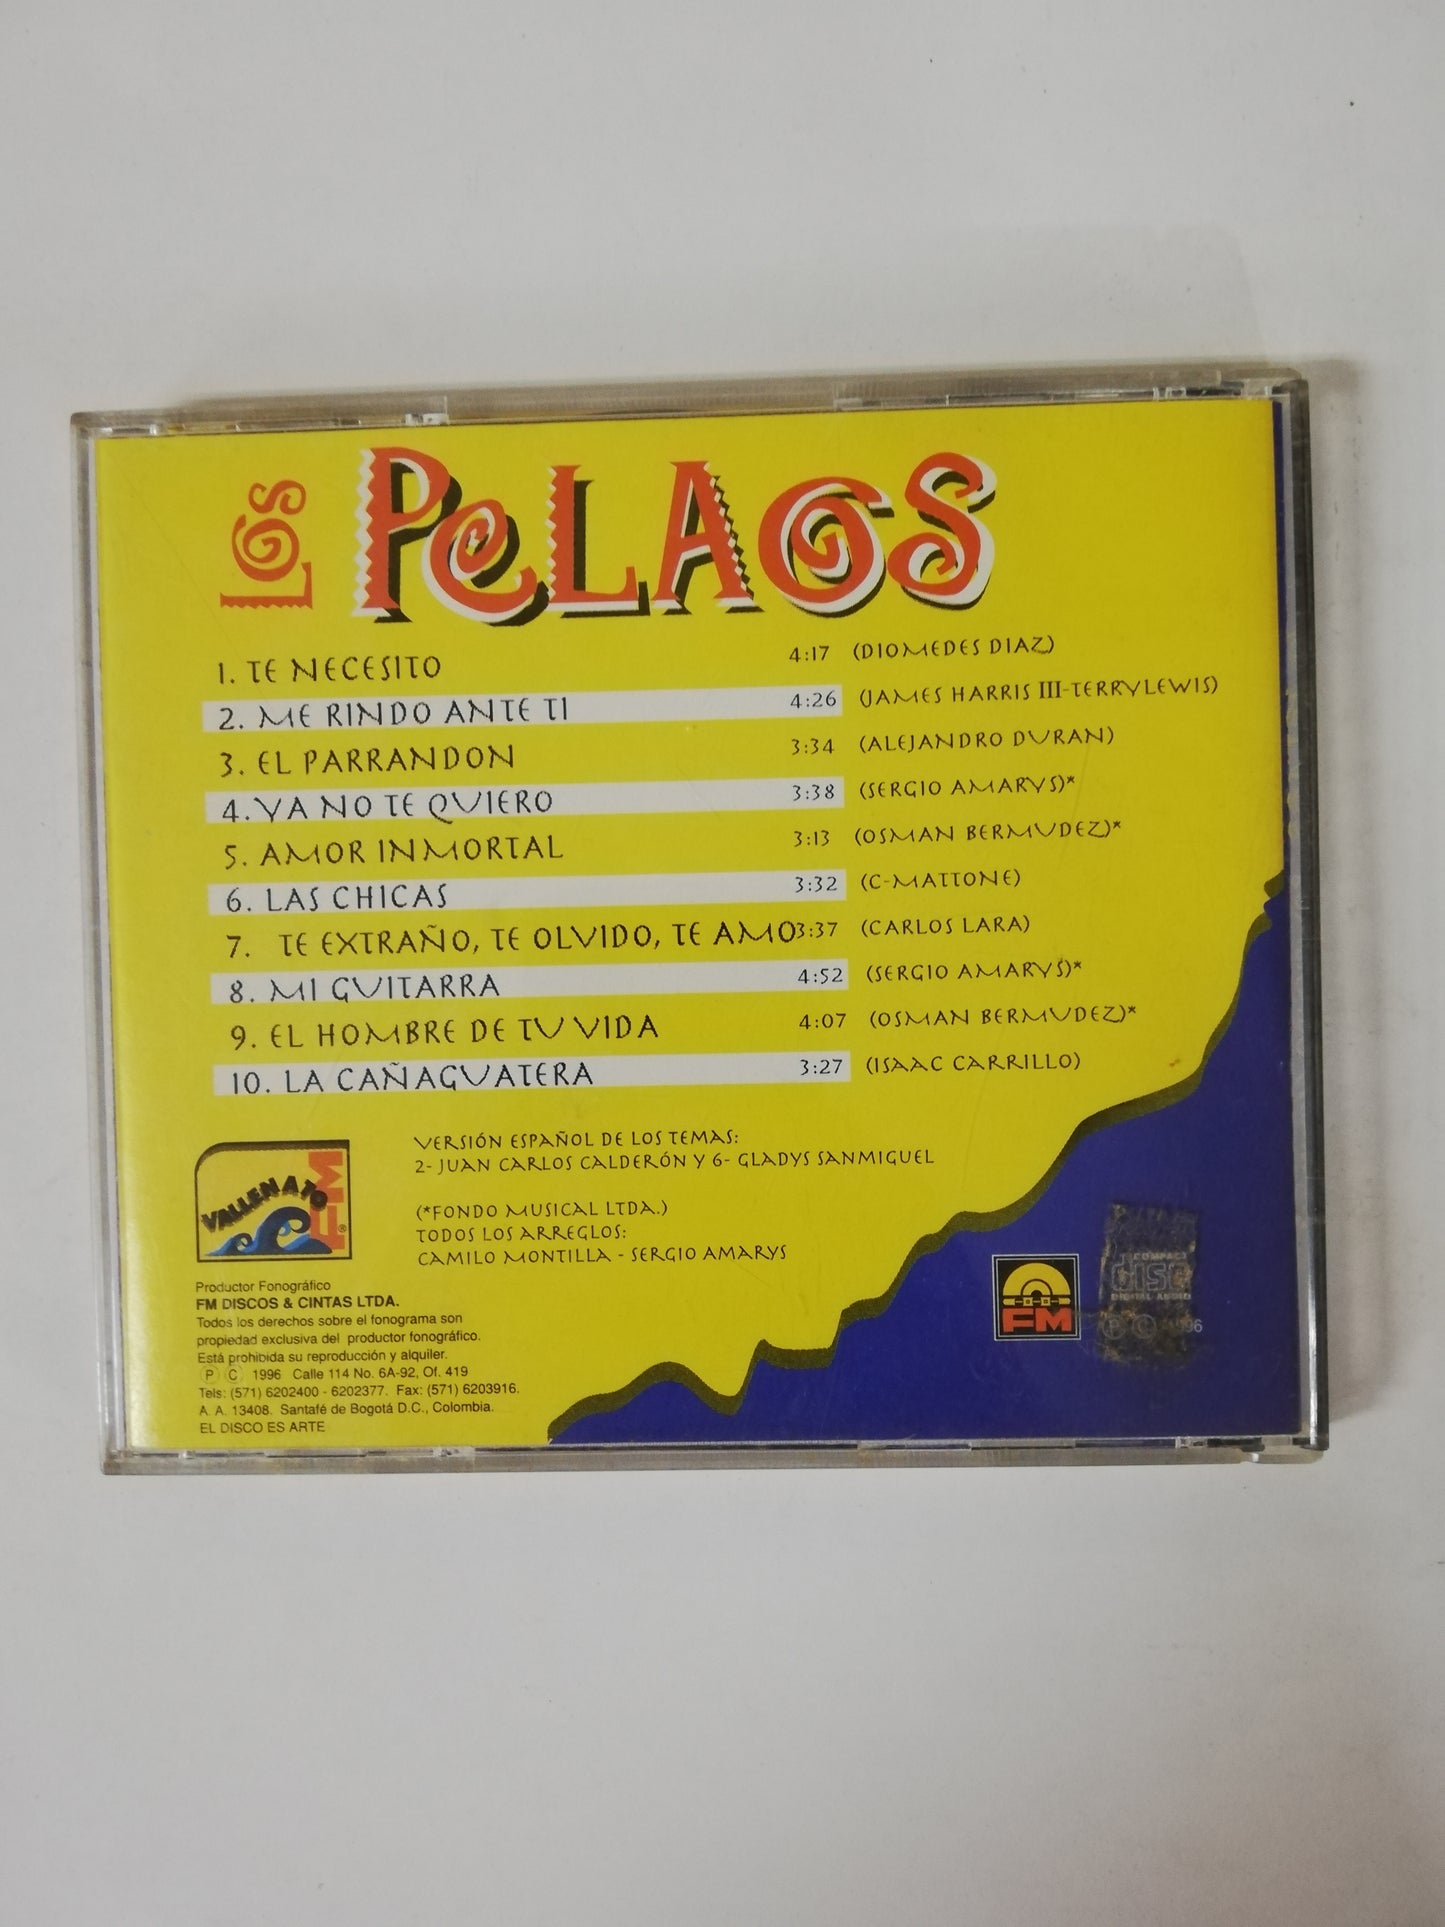 LOS PELAOS
1. TE NECESITO 4:17 (DIOMEDES DIAZ)
2. ME RINDO ANTE TI 4:26 (JAMES HARRIS III-TERRYLEWIS)
3. EL PARRANDON 3:34 (ALEJANDRO DURAN)
4. YA NO TE QUIERO 3:38 (SERGIO AMARYS)*
5. AMOR INMORTAL 3:13 (OSMAN BERMUDEZ)*
6. LAS CHICAS 3:32 (C-MATTONE)
7. TE EXTRAÑO, TE OLVIDO, TE AMO 3:37 (CARLOS LARA)
8. MI GUITARRA 4:52 (SERGIO AMARYS)*
9. EL HOMBRE DE TU VIDA 4:07 (OSMAN BERMUDEZ)*
10. LA CAÑAGUATERA 3:27 (ISAAC CARRILLO)
VERSIÓN ESPAÑOL DE LOS TEMAS:
2- JUAN CARLOS CALDERÓN Y 6- GLADYS SANMIGUEL
(*FONDO MUSICAL LTDA.)
TODOS LOS ARREGLOS:
CAMILO MONTILLA - SERGIO AMARYS
VALLENATO FM ®
Productor Fonográfico
FM DISCOS & CINTAS LTDA.
Todos los derechos sobre el fonograma son
propiedad exclusiva del productor fonográfico.
Está prohibida su reproducción y alquiler.
Ⓟ Ⓒ 1996 Calle 114 No. 6A-92, Of. 419
Tels: (571) 6202400 - 6202377. Fax: (571) 6203916.
A. A. 13408. Santafé de Bogotá D.C., Colombia.
EL DISCO ES ARTE
FM
COMPACT
DISC
DIGITAL AUDIO
Ⓟ Ⓒ